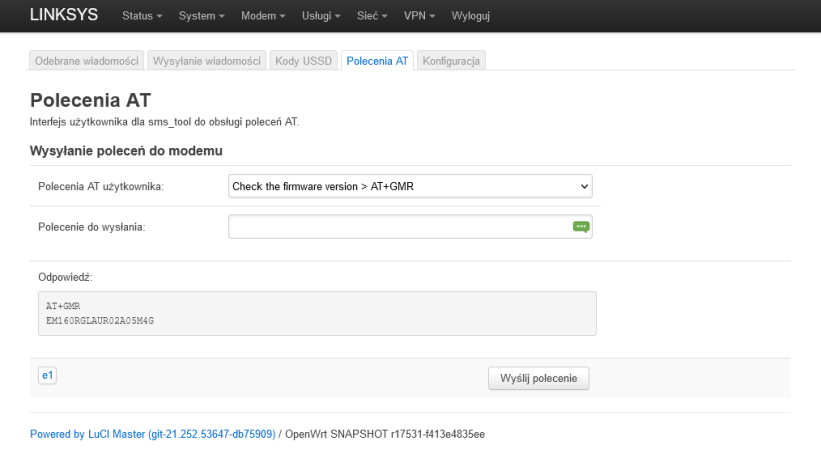 LINKSYS Status System Modem Usługi Sieć VPN Wyloguj
Odebrane wiadomości Wysyłanie wiadomości Kody USSD Polecenia AT Konfiguracja
Polecenia AT
Interfejs użytkownika dla sms_tool do obsługi poleceń AT.
Wysyłanie poleceń do modemu
Polecenia AT użytkownika: Check the firmware version > AT+GMR
Polecenie do wysłania:
Odpowiedź:
AT+GMR
EM160RGLAUR02A05M4G
e1 Wyślij polecenie
Powered by LuCI Master (git-21.252.53647-db75909) / OpenWrt SNAPSHOT r17531-f413e4835ee